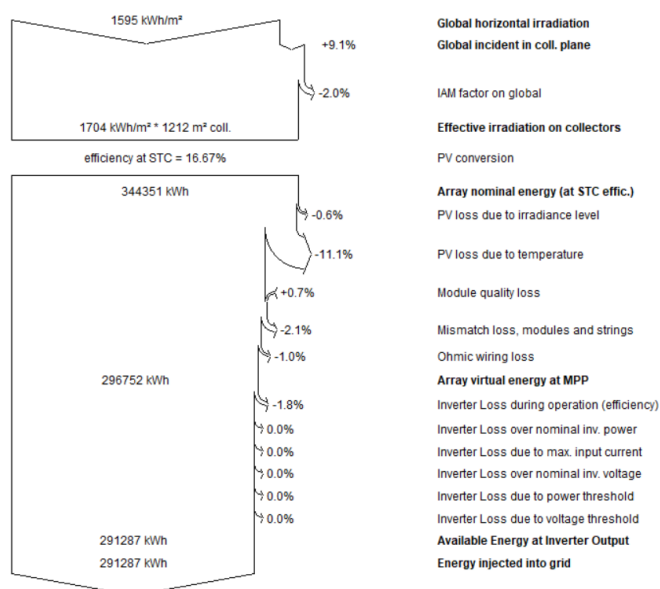 1595 kWh/m² Global horizontal irradiation
+9.1% Global incident in coll. plane
-2.0% IAM factor on global
1704 kWh/m² * 1212 m² coll. Effective irradiation on collectors
efficiency at STC = 16.67% PV conversion
344351 kWh Array nominal energy (at STC effic.)
-0.6% PV loss due to irradiance level
-11.1% PV loss due to temperature
+0.7% Module quality loss
-2.1% Mismatch loss, modules and strings
-1.0% Ohmic wiring loss
296752 kWh Array virtual energy at MPP
-1.8% Inverter Loss during operation (efficiency)
0.0% Inverter Loss over nominal inv. power
0.0% Inverter Loss due to max. input current
0.0% Inverter Loss over nominal inv. voltage
0.0% Inverter Loss due to power threshold
0.0% Inverter Loss due to voltage threshold
291287 kWh Available Energy at Inverter Output
291287 kWh Energy injected into grid